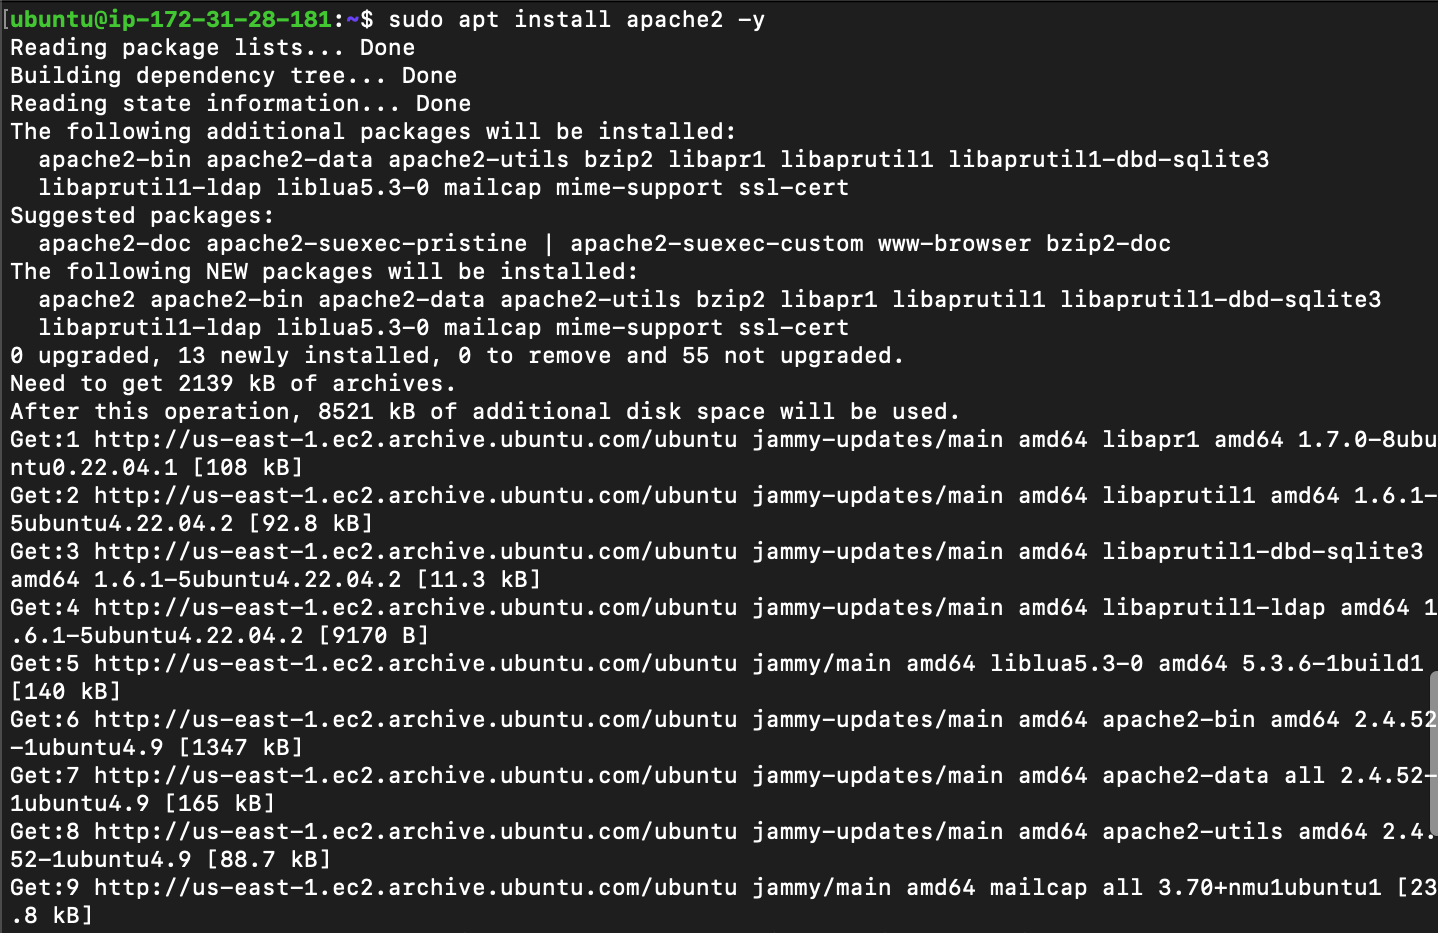 [ubuntu@ip-172-31-28-181:~$ sudo apt install apache2 -y
Reading package lists... Done
Building dependency tree... Done
Reading state information... Done
The following additional packages will be installed:
  apache2-bin apache2-data apache2-utils bzip2 libapr1 libaprutil1 libaprutil1-dbd-sqlite3
  libaprutil1-ldap liblua5.3-0 mailcap mime-support ssl-cert
Suggested packages:
  apache2-doc apache2-suexec-pristine | apache2-suexec-custom www-browser bzip2-doc
The following NEW packages will be installed:
  apache2 apache2-bin apache2-data apache2-utils bzip2 libapr1 libaprutil1 libaprutil1-dbd-sqlite3
  libaprutil1-ldap liblua5.3-0 mailcap mime-support ssl-cert
0 upgraded, 13 newly installed, 0 to remove and 55 not upgraded.
Need to get 2139 kB of archives.
After this operation, 8521 kB of additional disk space will be used.
Get:1 http://us-east-1.ec2.archive.ubuntu.com/ubuntu jammy-updates/main amd64 libapr1 amd64 1.7.0-8ubu
ntu0.22.04.1 [108 kB]
Get:2 http://us-east-1.ec2.archive.ubuntu.com/ubuntu jammy-updates/main amd64 libaprutil1 amd64 1.6.1-
5ubuntu4.22.04.2 [92.8 kB]
Get:3 http://us-east-1.ec2.archive.ubuntu.com/ubuntu jammy-updates/main amd64 libaprutil1-dbd-sqlite3
amd64 1.6.1-5ubuntu4.22.04.2 [11.3 kB]
Get:4 http://us-east-1.ec2.archive.ubuntu.com/ubuntu jammy-updates/main amd64 libaprutil1-ldap amd64 1
.6.1-5ubuntu4.22.04.2 [9170 B]
Get:5 http://us-east-1.ec2.archive.ubuntu.com/ubuntu jammy/main amd64 liblua5.3-0 amd64 5.3.6-1build1
[140 kB]
Get:6 http://us-east-1.ec2.archive.ubuntu.com/ubuntu jammy-updates/main amd64 apache2-bin amd64 2.4.52
-1ubuntu4.9 [1347 kB]
Get:7 http://us-east-1.ec2.archive.ubuntu.com/ubuntu jammy-updates/main amd64 apache2-data all 2.4.52-
1ubuntu4.9 [165 kB]
Get:8 http://us-east-1.ec2.archive.ubuntu.com/ubuntu jammy-updates/main amd64 apache2-utils amd64 2.4.
52-1ubuntu4.9 [88.7 kB]
Get:9 http://us-east-1.ec2.archive.ubuntu.com/ubuntu jammy/main amd64 mailcap all 3.70+nmu1ubuntu1 [23
.8 kB]